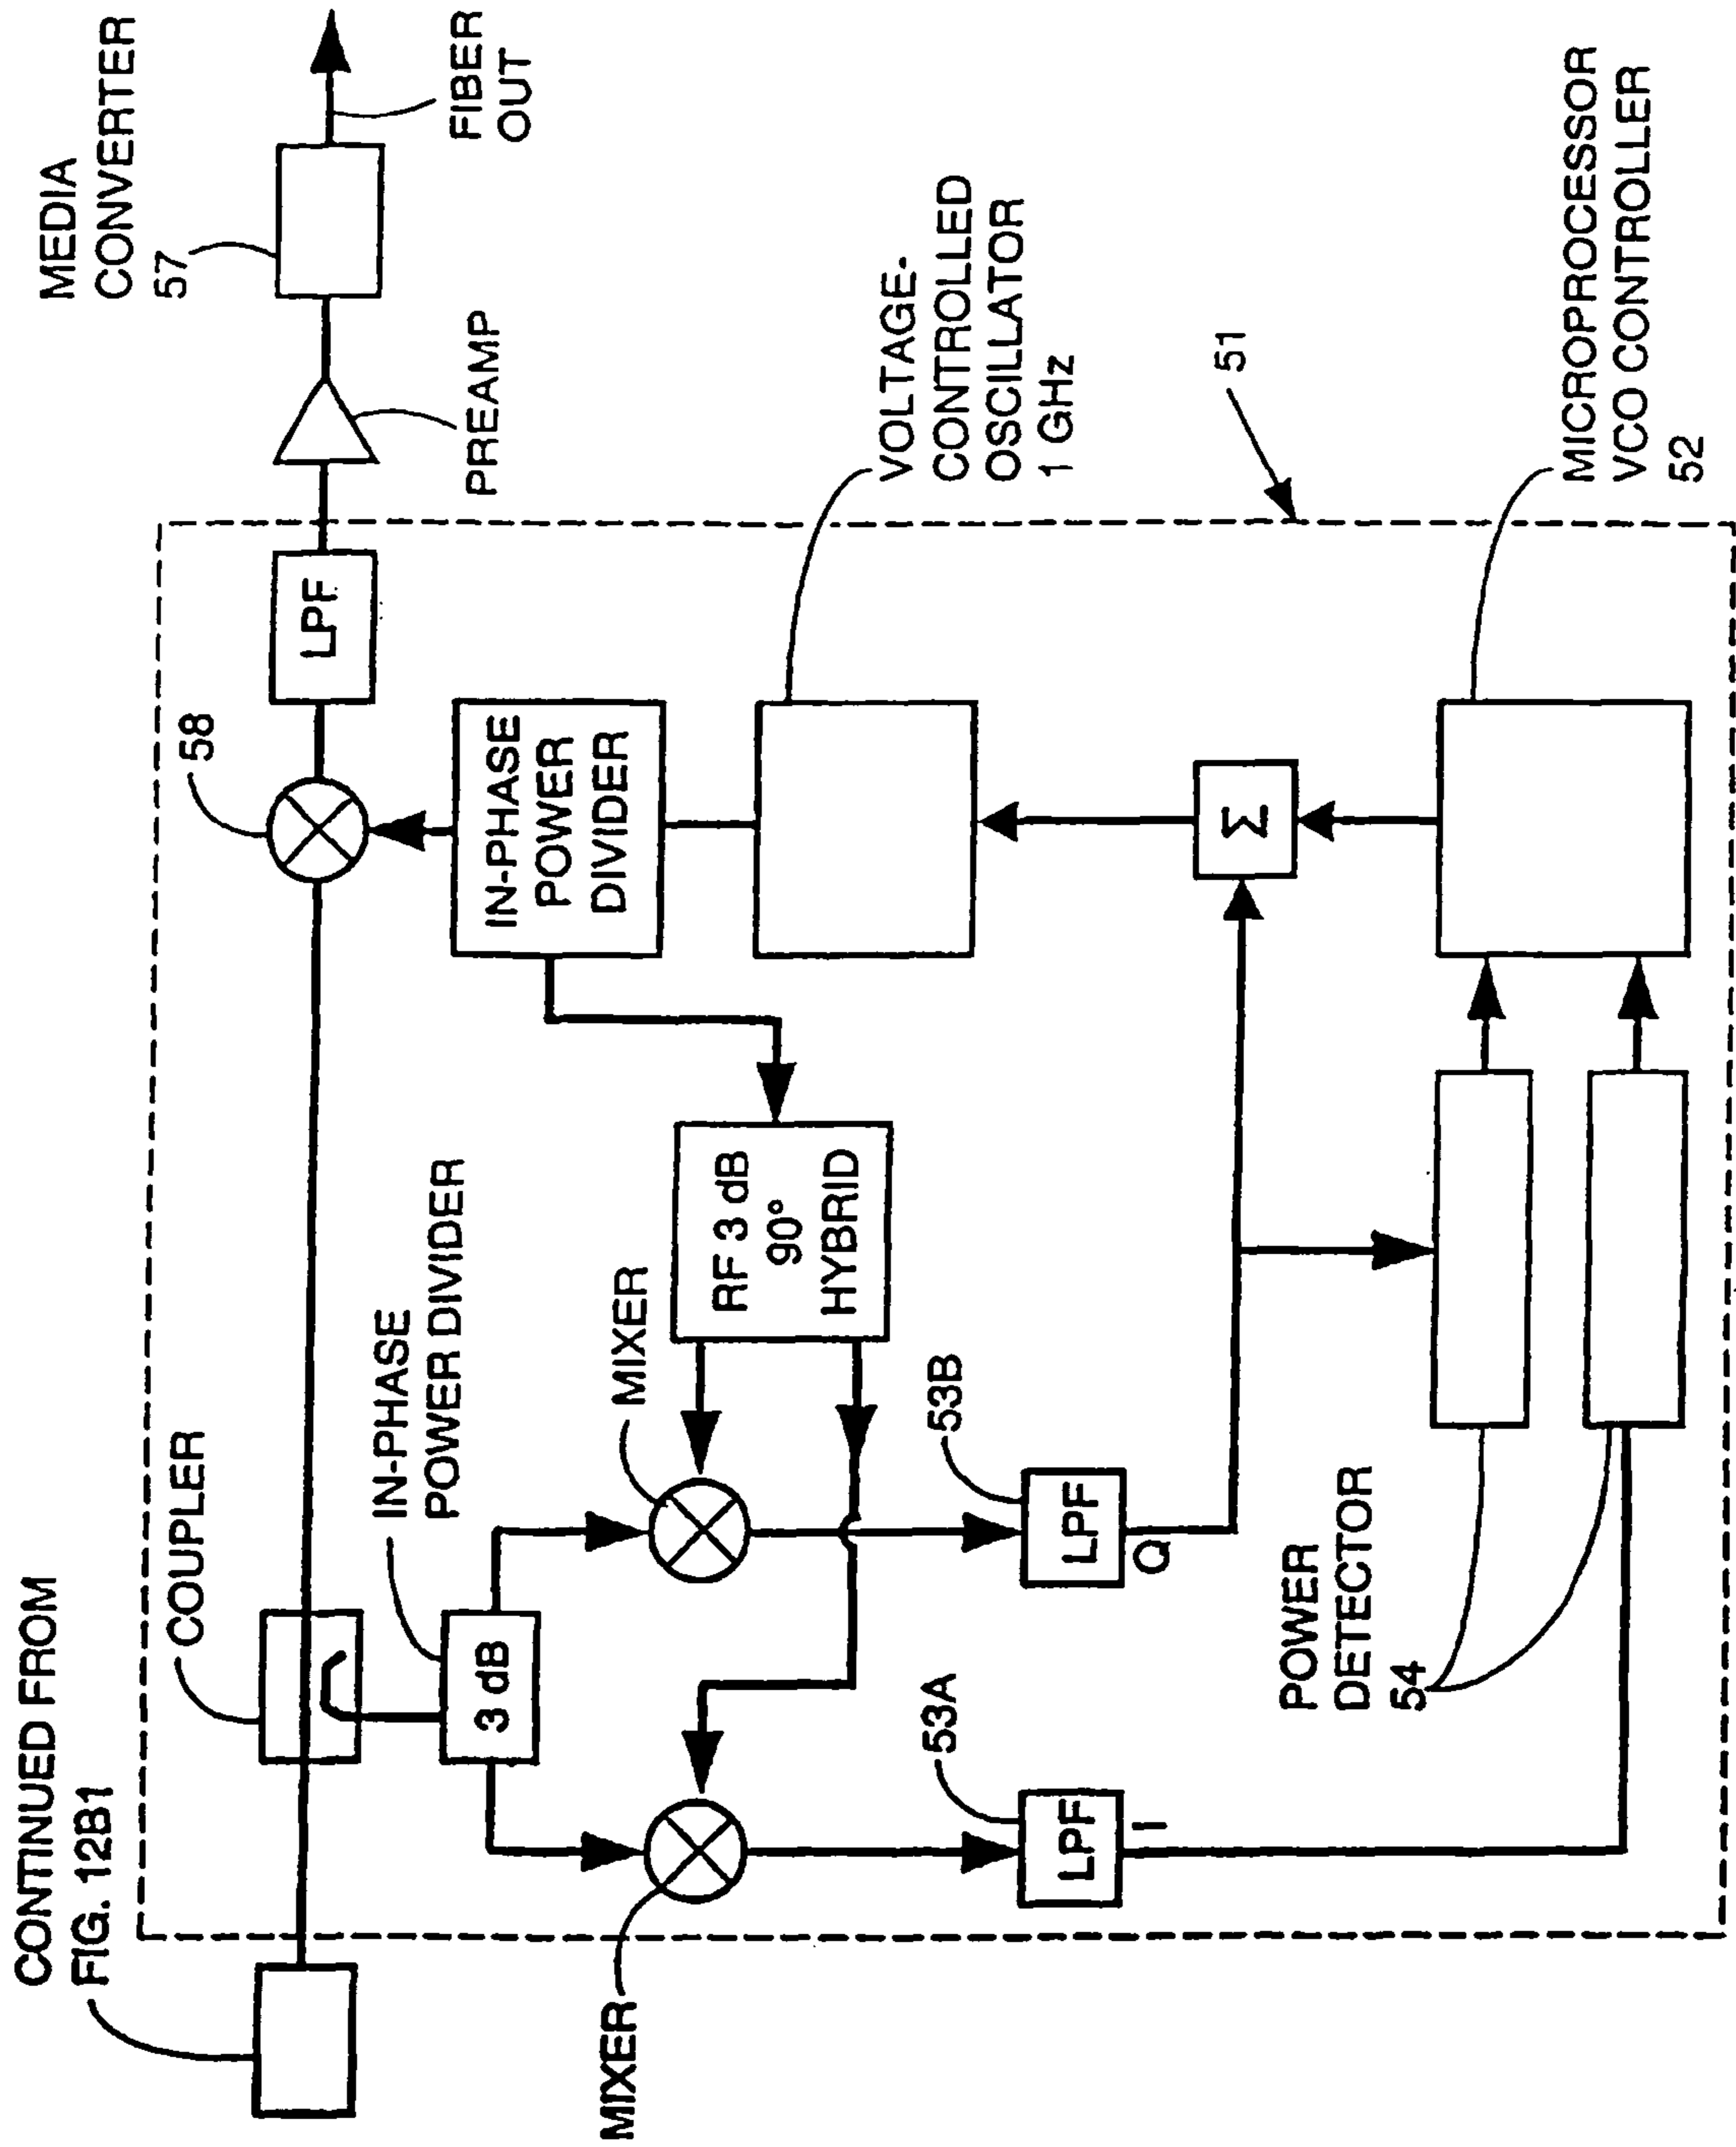 CONTINUED FROM
FIG. 12B1
COUPLER
IN-PHASE
POWER DIVIDER
3 dB
MIXER
MIXER
RF 3 dB
90°
HYBRID
58
LPF
PREAMP
MEDIA
CONVERTER
57
FIBER
OUT
IN-PHASE
POWER
DIVIDER
VOLTAGE-
CONTROLLED
OSCILLATOR
1 GHz
51
53A
LPF
I
53B
LPF
Q
Σ
POWER
DETECTOR
54
MICROPROCESSOR
VCO CONTROLLER
52